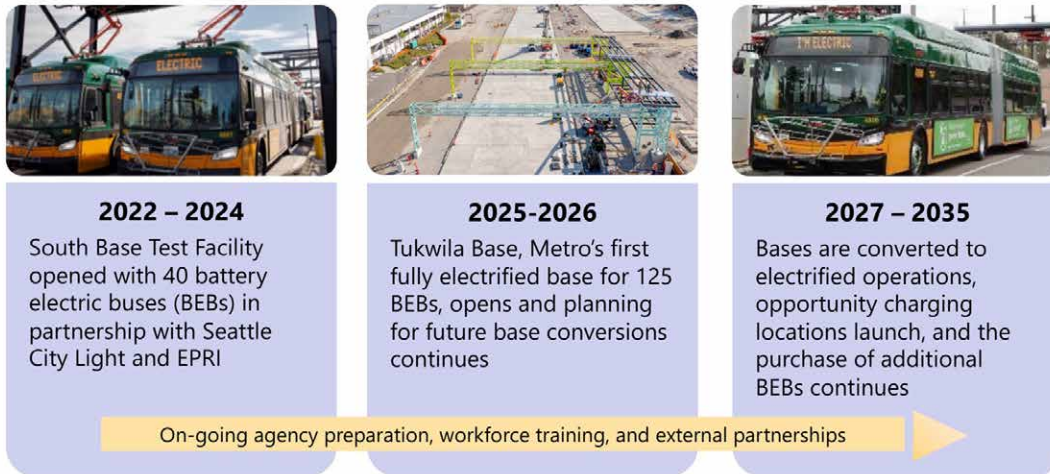 ELECTRIC
ELECTRIC
I'M ELECTRIC
2022 – 2024
South Base Test Facility
opened with 40 battery
electric buses (BEBs) in
partnership with Seattle
City Light and EPRI
2025-2026
Tukwila Base, Metro's first
fully electrified base for 125
BEBs, opens and planning
for future base conversions
continues
2027 – 2035
Bases are converted to
electrified operations,
opportunity charging
locations launch, and the
purchase of additional
BEBs continues
On-going agency preparation, workforce training, and external partnerships